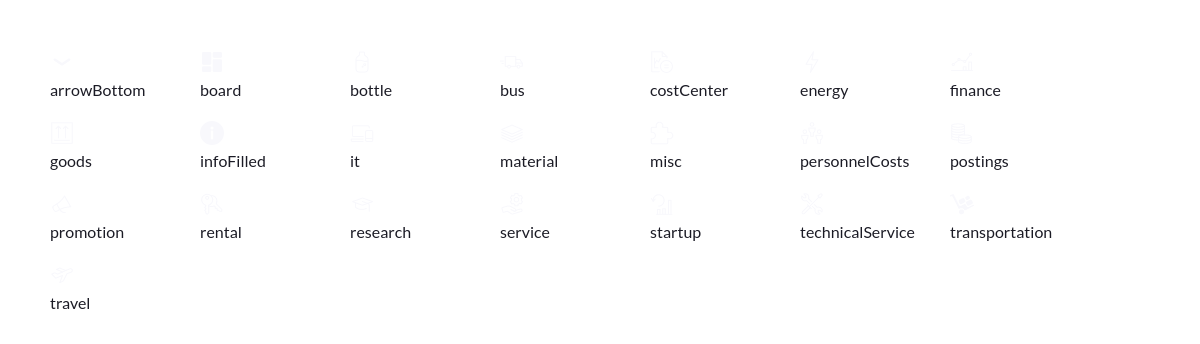 arrowBottom board bottle bus costCenter energy finance
goods infoFilled it material misc personnelCosts postings
promotion rental research service startup technicalService transportation
travel